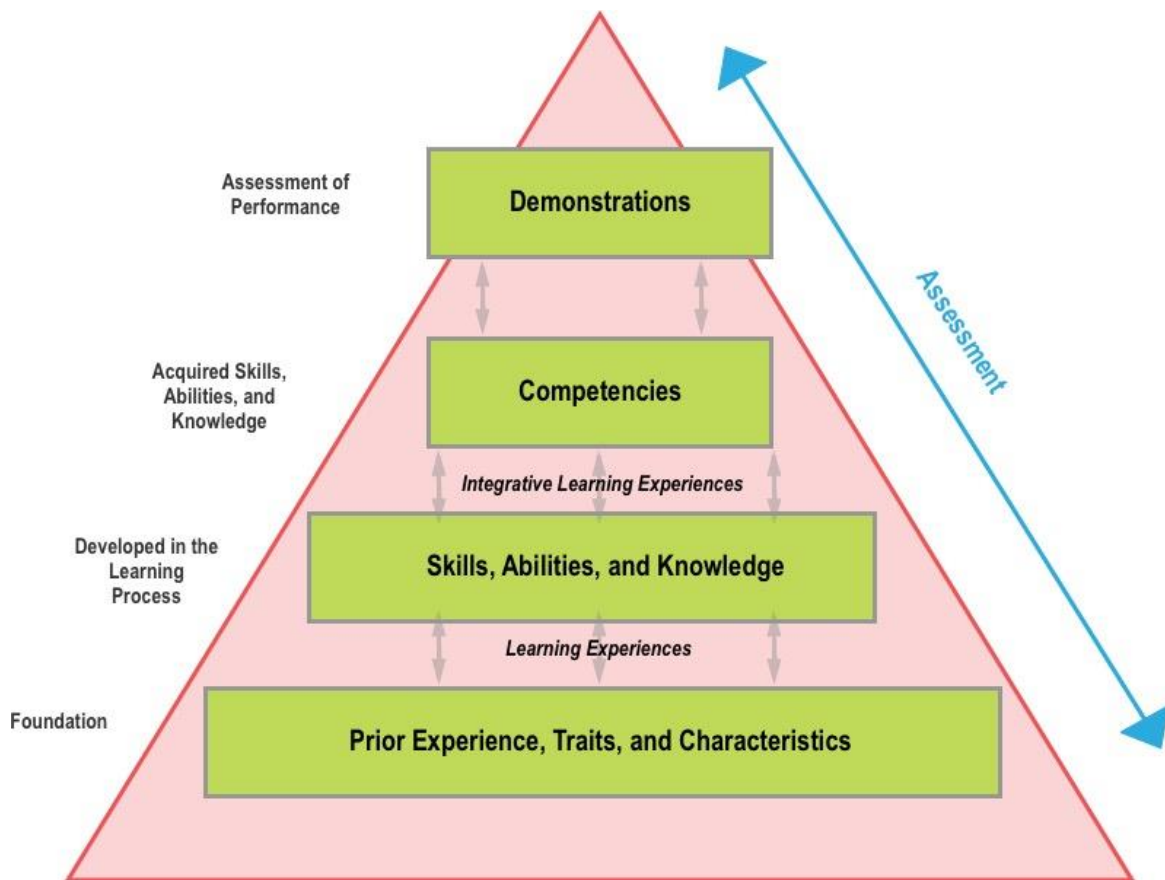 Assessment of
Performance
Demonstrations
Assessment
Acquired Skills,
Abilities, and
Knowledge
Competencies
Integrative Learning Experiences
Developed in the
Learning
Process
Skills, Abilities, and Knowledge
Learning Experiences
Foundation
Prior Experience, Traits, and Characteristics